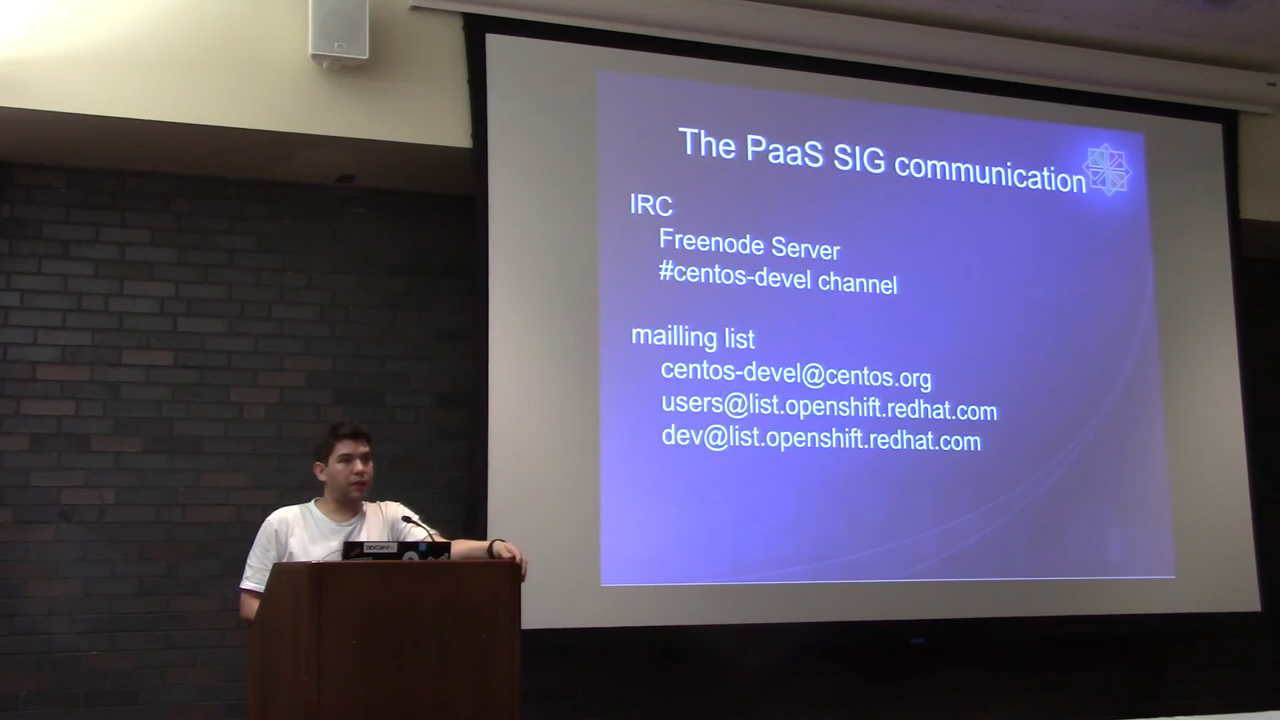 The PaaS SIG communication
IRC
Freenode Server
#centos-devel channel
mailling list
centos-devel@centos.org
users@list.openshift.redhat.com
dev@list.openshift.redhat.com